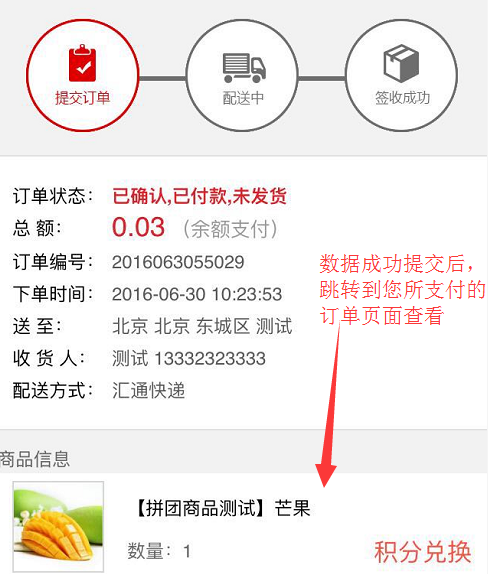 提交订单
配送中
签收成功
订单状态： 已确认,已付款,未发货
总 额： 0.03 （余额支付）
订单编号： 2016063055029
下单时间： 2016-06-30 10:23:53
送 至： 北京 北京 东城区 测试
收 货 人： 测试 13332323333
配送方式： 汇通快递
数据成功提交后，
跳转到您所支付的
订单页面查看
商品信息
【拼团商品测试】芒果
数量：1
积分兑换